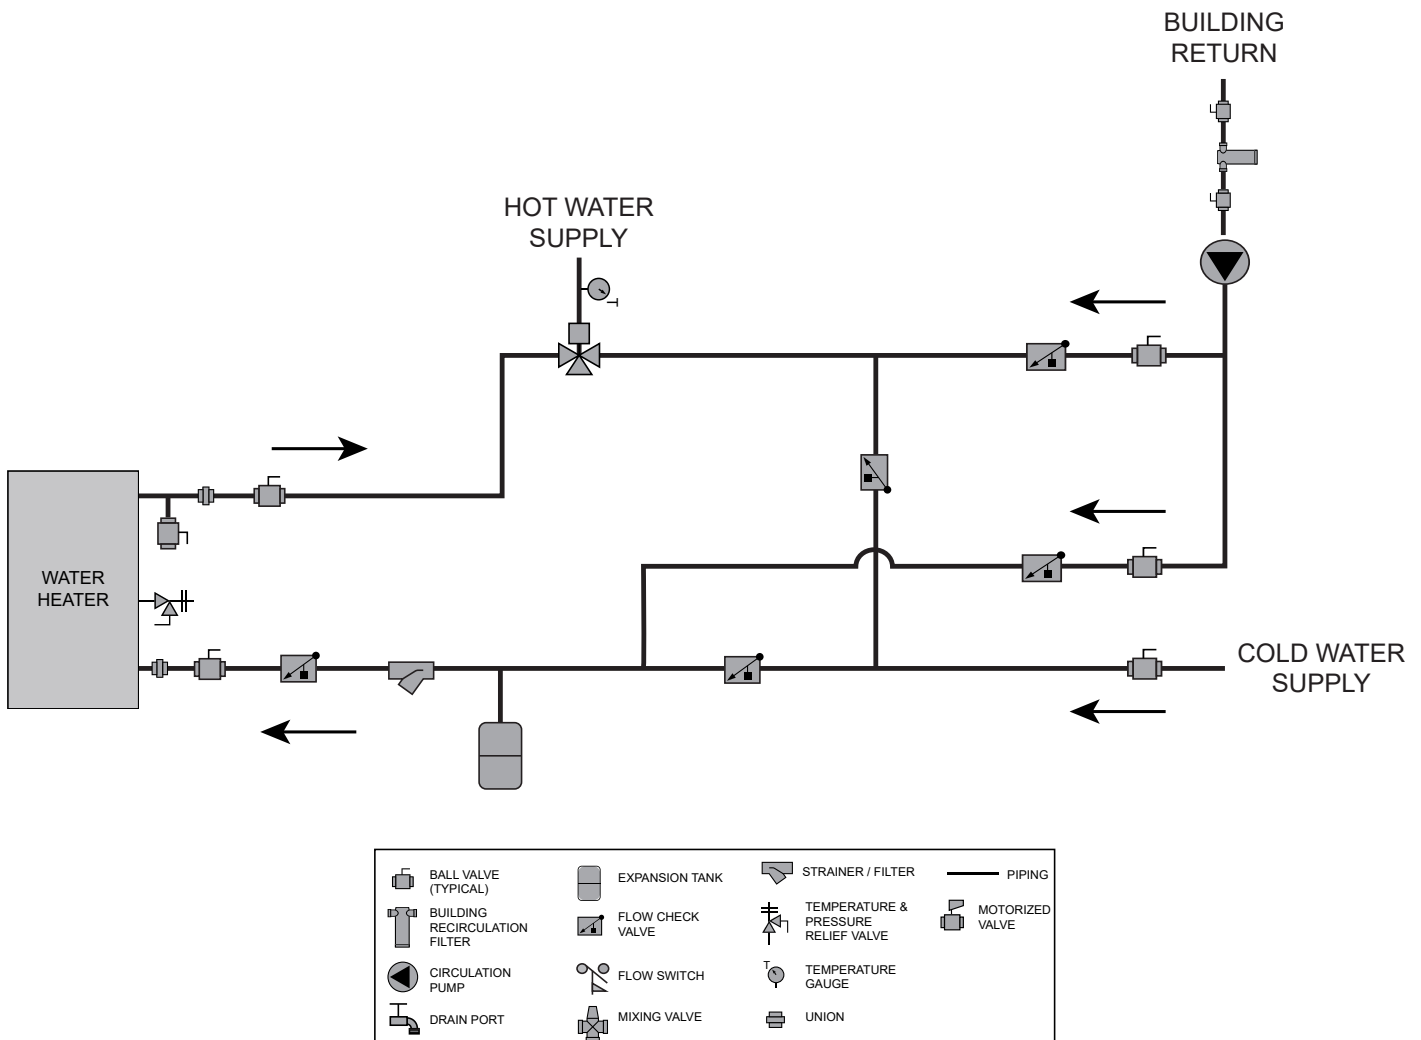 BUILDING
RETURN
HOT WATER
SUPPLY
T
WATER
HEATER
COLD WATER
SUPPLY
BALL VALVE
(TYPICAL)
BUILDING
RECIRCULATION
FILTER
CIRCULATION
PUMP
DRAIN PORT
EXPANSION TANK
FLOW CHECK
VALVE
FLOW SWITCH
MIXING VALVE
STRAINER / FILTER
TEMPERATURE &
PRESSURE
RELIEF VALVE
T
TEMPERATURE
GAUGE
UNION
PIPING
MOTORIZED
VALVE